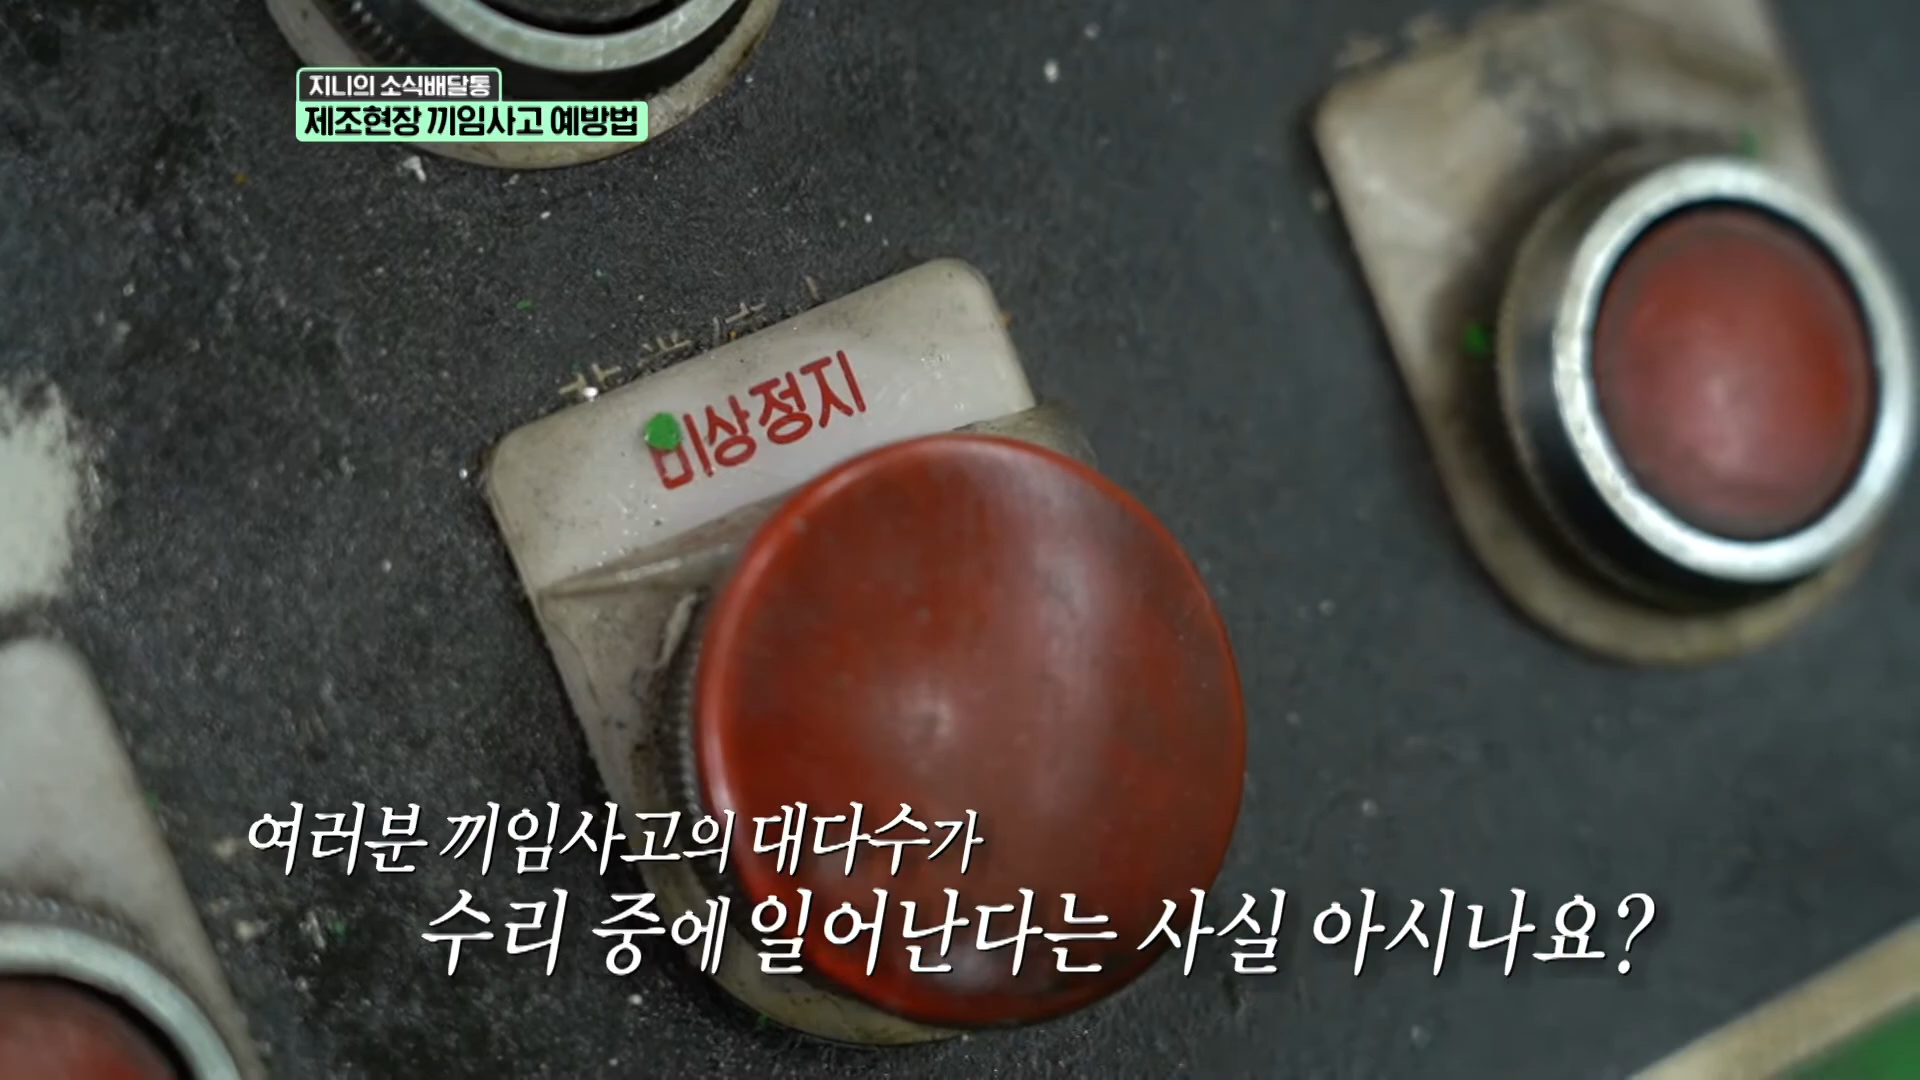 지니의 소식배달통
제조현장 끼임사고 예방법
비상정지
여러분 끼임사고의 대다수가
수리 중에 일어난다는 사실 아시나요?